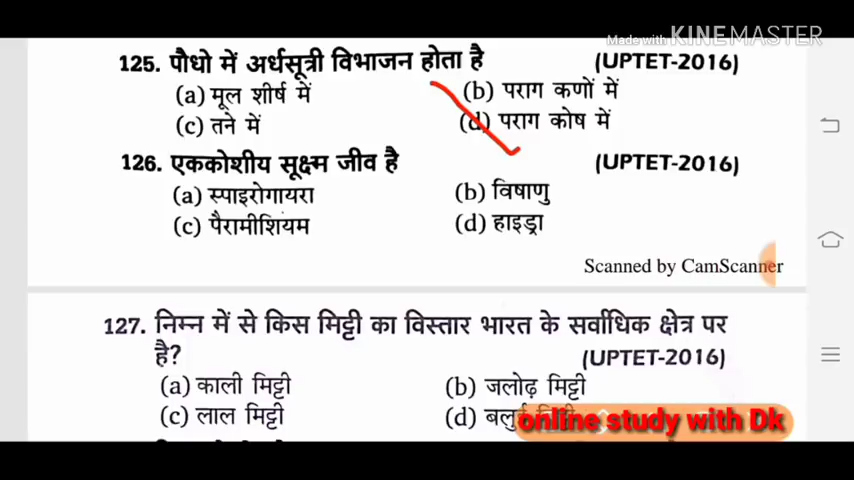 Made with KINEMASTER
125. पौधो में अर्धसूत्री विभाजन होता है (UPTET-2016)
(a) मूल शीर्ष में (b) पराग कणों में
(c) तने में (d) पराग कोष में
126. एककोशीय सूक्ष्म जीव है (UPTET-2016)
(a) स्पाइरोगायरा (b) विषाणु
(c) पैरामीशियम (d) हाइड्रा
Scanned by CamScanner
127. निम्न में से किस मिट्टी का विस्तार भारत के सर्वाधिक क्षेत्र पर
है? (UPTET-2016)
(a) काली मिट्टी (b) जलोढ़ मिट्टी
(c) लाल मिट्टी (d)
online study with Dk